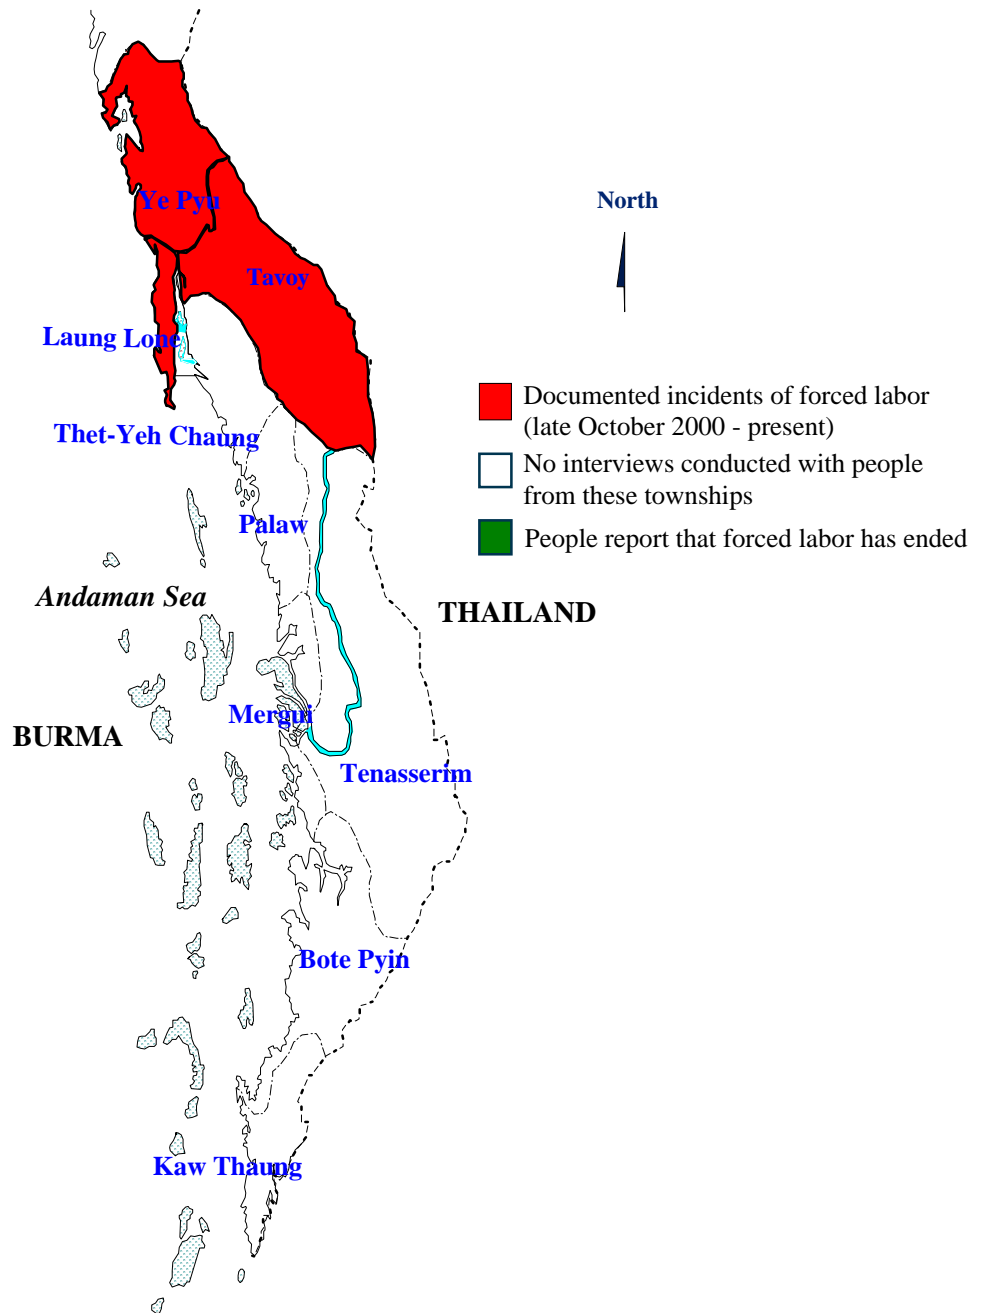 Ye Pyu
North
Tavoy
Laung Lone
Documented incidents of forced labor
(late October 2000 - present)
Thet-Yeh Chaung
No interviews conducted with people
from these townships
Palaw
People report that forced labor has ended
Andaman Sea
THAILAND
Mergui
BURMA
Tenasserim
Bote Pyin
Kaw Thaung